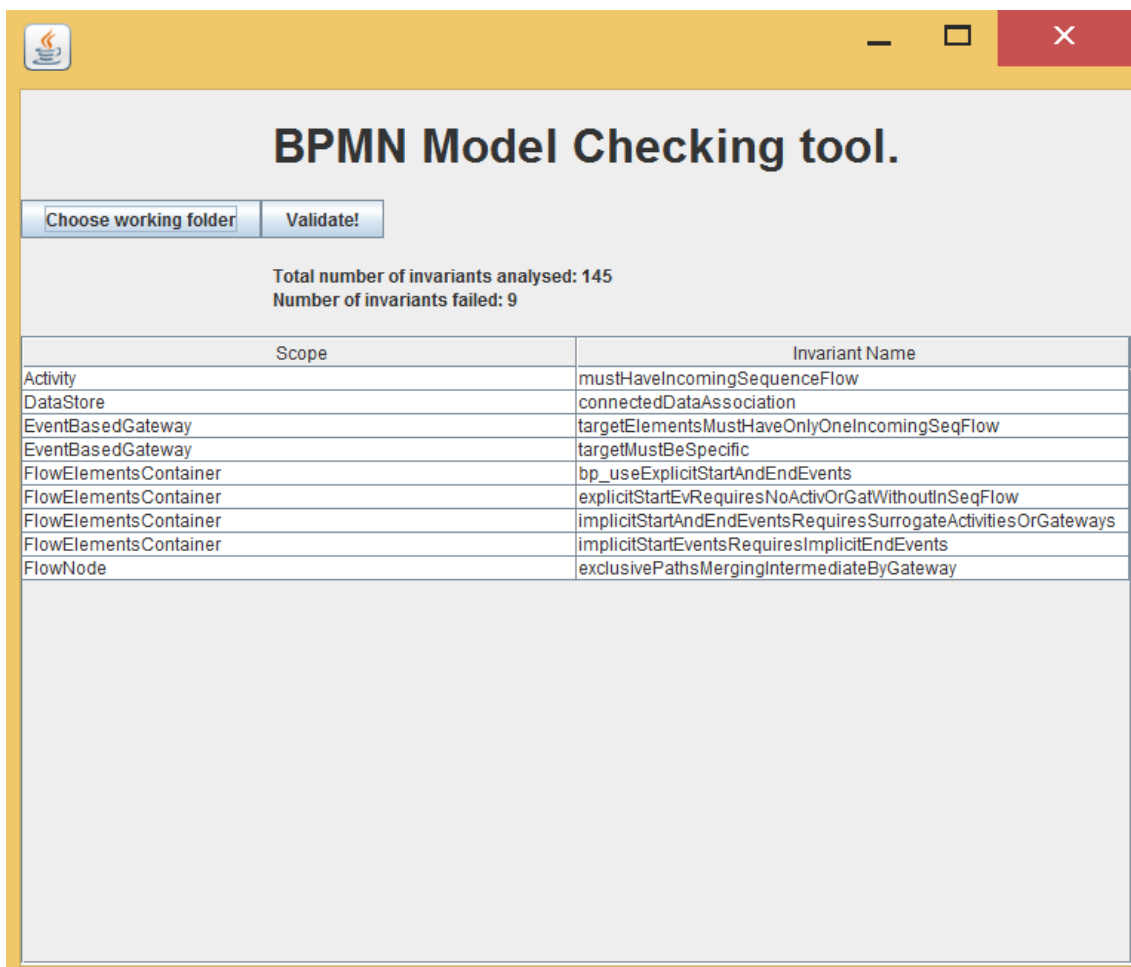 BPMN Model Checking tool.
Choose working folder Validate!
Total number of invariants analysed: 145
Number of invariants failed: 9
Scope Invariant Name
Activity mustHaveIncomingSequenceFlow
DataStore connectedDataAssociation
EventBasedGateway targetElementsMustHaveOnlyOneIncomingSeqFlow
EventBasedGateway targetMustBeSpecific
FlowElementsContainer bp_useExplicitStartAndEndEvents
FlowElementsContainer explicitStartEvRequiresNoActivOrGatWithoutInSeqFlow
FlowElementsContainer implicitStartAndEndEventsRequiresSurrogateActivitiesOrGateways
FlowElementsContainer implicitStartEventsRequiresImplicitEndEvents
FlowNode exclusivePathsMergingIntermediateByGateway